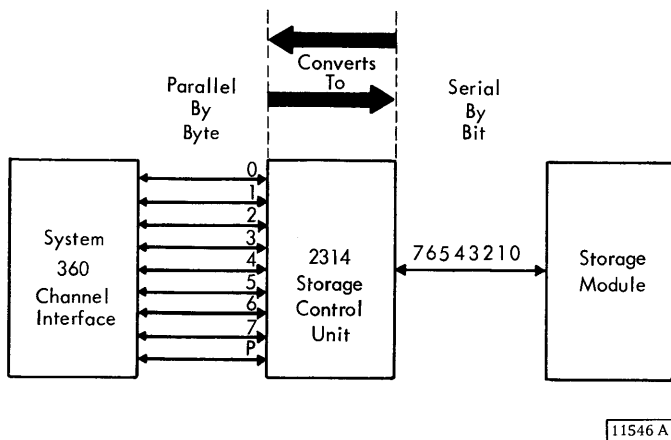 Converts
To
Parallel
By
Byte
Serial
By
Bit
System
360
Channel
Interface
0
1
2
3
4
5
6
7
P
2314
Storage
Control
Unit
76543210
Storage
Module
11546 A